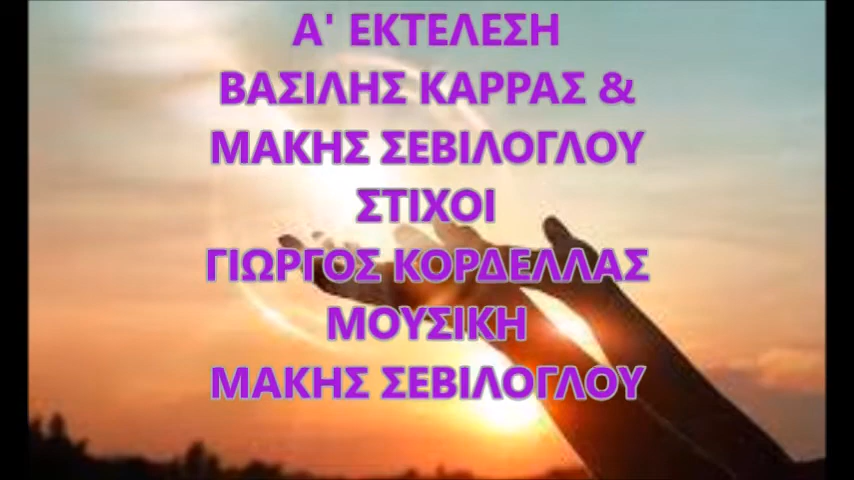 Α' ΕΚΤΕΛΕΣΗ
ΒΑΣΙΛΗΣ ΚΑΡΡΑΣ &
ΜΑΚΗΣ ΣΕΒΙΛΟΓΛΟΥ
ΣΤΙΧΟΙ
ΓΙΩΡΓΟΣ ΚΟΡΔΕΛΛΑΣ
ΜΟΥΣΙΚΗ
ΜΑΚΗΣ ΣΕΒΙΛΟΓΛΟΥ